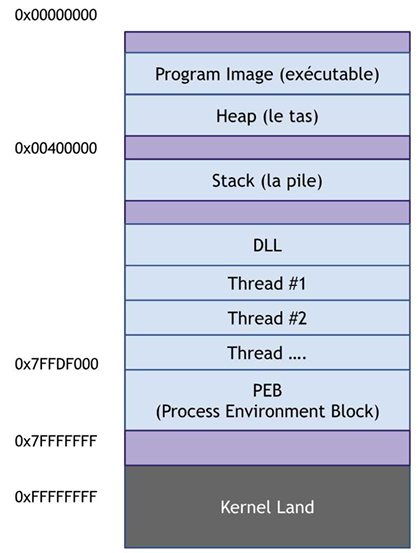 0x00000000
Program Image (exécutable)
Heap (le tas)
0x00400000
Stack (la pile)
DLL
Thread #1
Thread #2
Thread ....
0x7FFDF000
PEB
(Process Environment Block)
0x7FFFFFFF
0xFFFFFFFF
Kernel Land